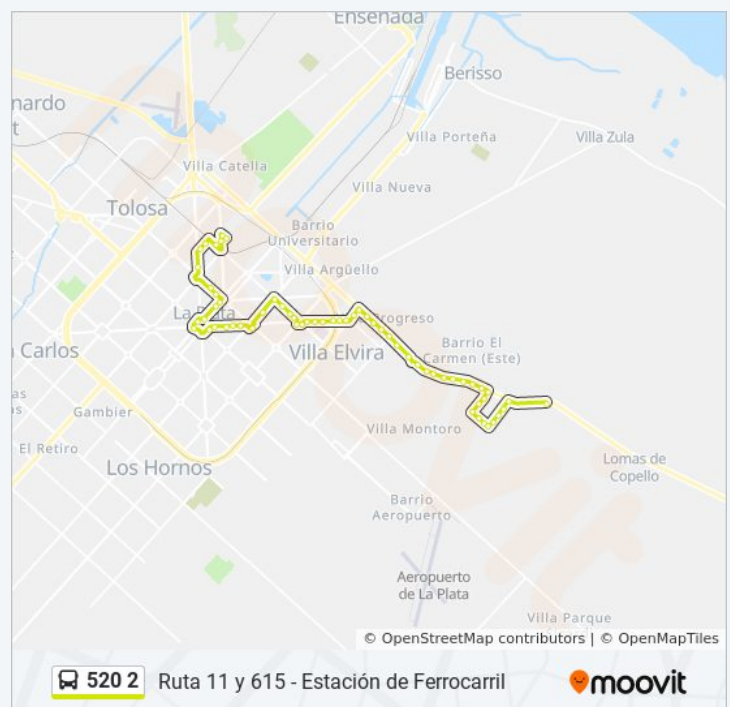 Ensenada
Berisso
nardo
t
Villa Porteña
Villa Zula
Villa Catella
Villa Nueva
Tolosa
Barrio
Universitario
Villa Argüello
La Plata
Progreso
n Carlos
Villa Elvira
Barrio El
Carmen (Este)
as
os
Gambier
Villa Montoro
El Retiro
Los Hornos
Lomas de
Copello
Barrio
Aeropuerto
Aeropuerto
de La Plata
Villa Parque
© OpenStreetMap contributors | © OpenMapTiles
520 2 Ruta 11 y 615 - Estación de Ferrocarril
moovit